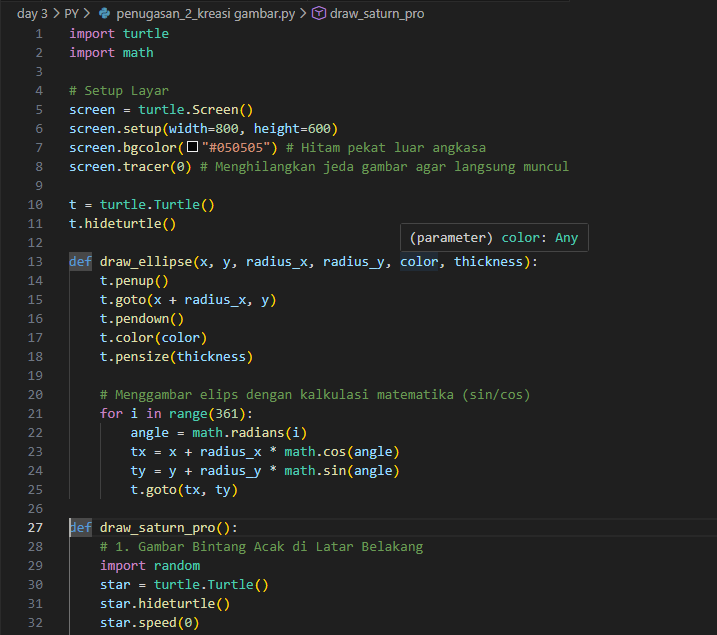 day 3 > PY > penugasan_2_kreasi gambar.py > draw_saturn_pro
1 import turtle
2 import math
3
4 # Setup Layar
5 screen = turtle.Screen()
6 screen.setup(width=800, height=600)
7 screen.bgcolor("#050505") # Hitam pekat luar angkasa
8 screen.tracer(0) # Menghilangkan jeda gambar agar langsung muncul
9
10 t = turtle.Turtle()
11 t.hideturtle()
12
(parameter) color: Any
13 def draw_ellipse(x, y, radius_x, radius_y, color, thickness):
14     t.penup()
15     t.goto(x + radius_x, y)
16     t.pendown()
17     t.color(color)
18     t.pensize(thickness)
19
20     # Menggambar elips dengan kalkulasi matematika (sin/cos)
21     for i in range(361):
22         angle = math.radians(i)
23         tx = x + radius_x * math.cos(angle)
24         ty = y + radius_y * math.sin(angle)
25         t.goto(tx, ty)
26
27 def draw_saturn_pro():
28     # 1. Gambar Bintang Acak di Latar Belakang
29     import random
30     star = turtle.Turtle()
31     star.hideturtle()
32     star.speed(0)